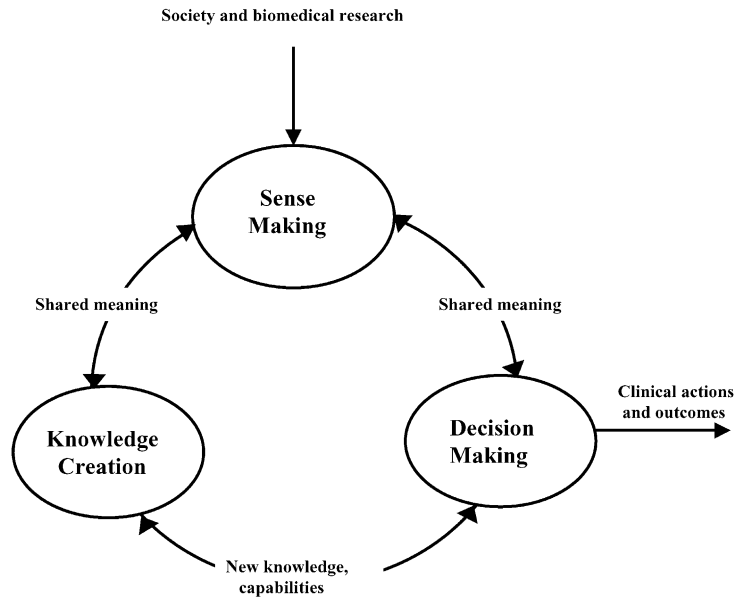 Society and biomedical research
Sense
Making
Shared meaning
Shared meaning
Clinical actions
and outcomes
Knowledge
Creation
Decision
Making
New knowledge,
capabilities